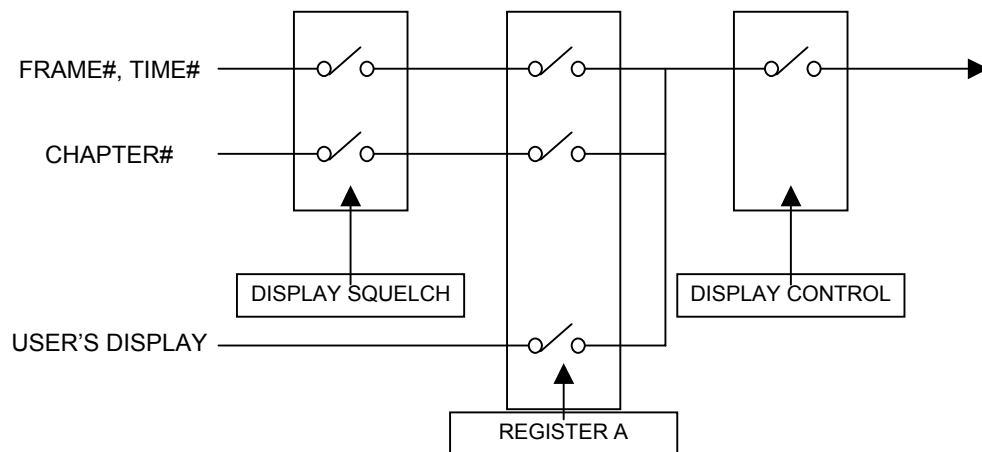 FRAME#, TIME#
CHAPTER#
DISPLAY SQUELCH
DISPLAY CONTROL
USER'S DISPLAY
REGISTER A